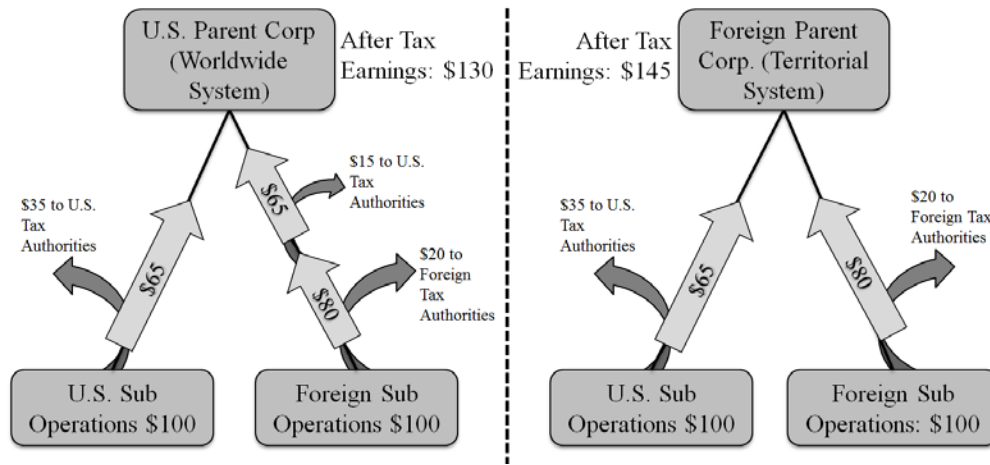 U.S. Parent Corp
(Worldwide
System)
After Tax
Earnings: $130
$15 to U.S.
Tax
Authorities
$65
$35 to U.S.
Tax
Authorities
$20 to
Foreign
Tax
Authorities
$65
$80
U.S. Sub
Operations $100
Foreign Sub
Operations $100
After Tax
Earnings: $145
Foreign Parent
Corp. (Territorial
System)
$35 to U.S.
Tax
Authorities
$20 to
Foreign Tax
Authorities
$65
$80
U.S. Sub
Operations $100
Foreign Sub
Operations: $100